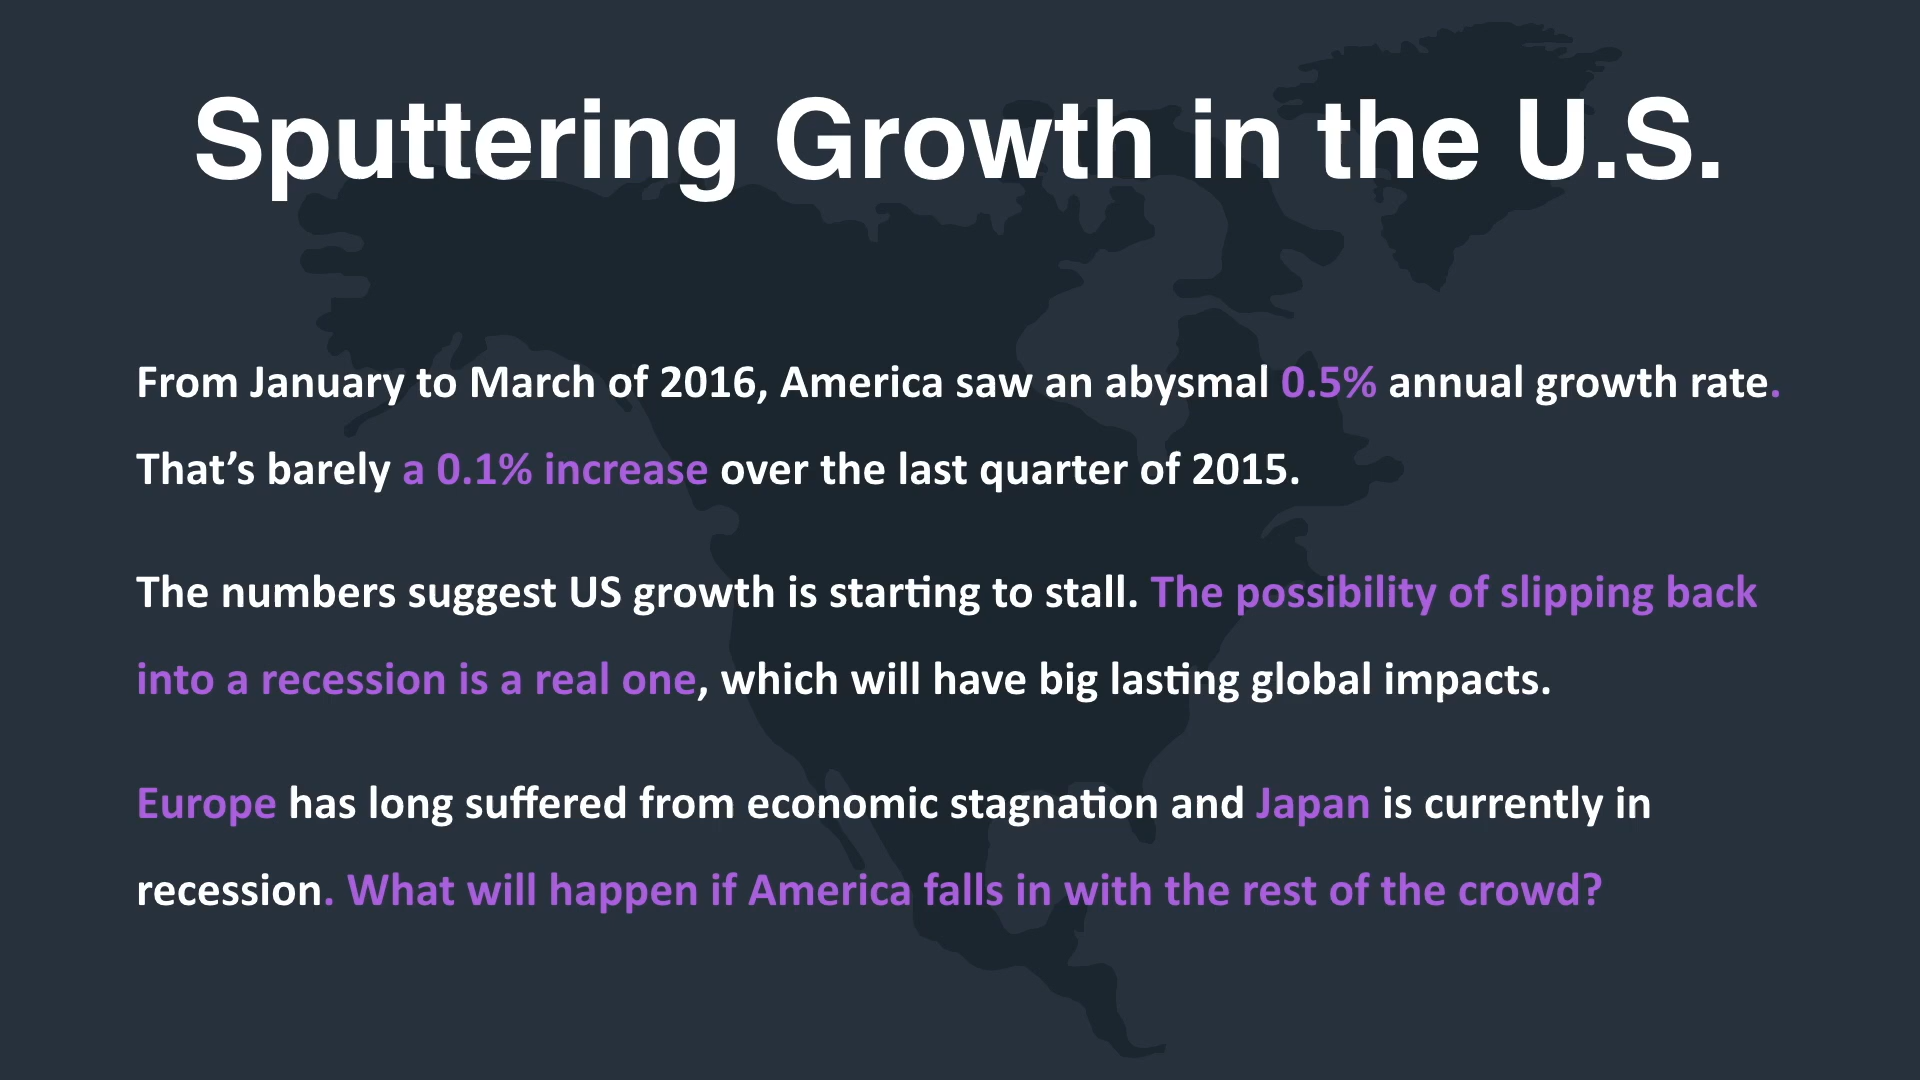 Sputtering Growth in the U.S.
From January to March of 2016, America saw an abysmal 0.5% annual growth rate.
That’s barely a 0.1% increase over the last quarter of 2015.
The numbers suggest US growth is starting to stall. The possibility of slipping back
into a recession is a real one, which will have big lasting global impacts.
Europe has long suffered from economic stagnation and Japan is currently in
recession. What will happen if America falls in with the rest of the crowd?